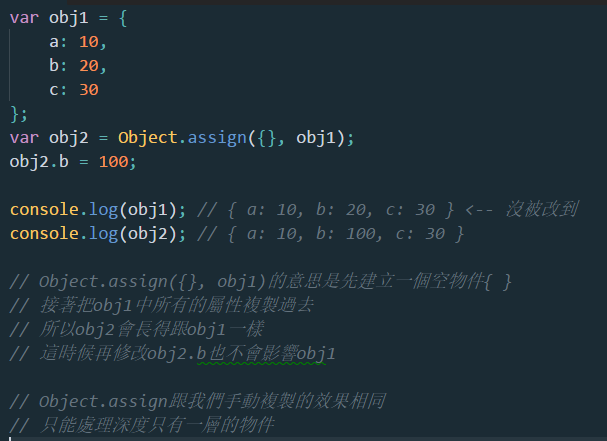 var obj1 = {
    a: 10,
    b: 20,
    c: 30
};
var obj2 = Object.assign({}, obj1);
obj2.b = 100;
console.log(obj1); // { a: 10, b: 20, c: 30 } <-- 沒被改到
console.log(obj2); // { a: 10, b: 100, c: 30 }
// Object.assign({}, obj1)的意思是先建立一個空物件{ }
// 接著把obj1中所有的屬性複製過去
// 所以obj2會長得跟obj1一樣
// 這時候再修改obj2.b也不會影響obj1
// Object.assign跟我們手動複製的效果相同
// 只能處理深度只有一層的物件